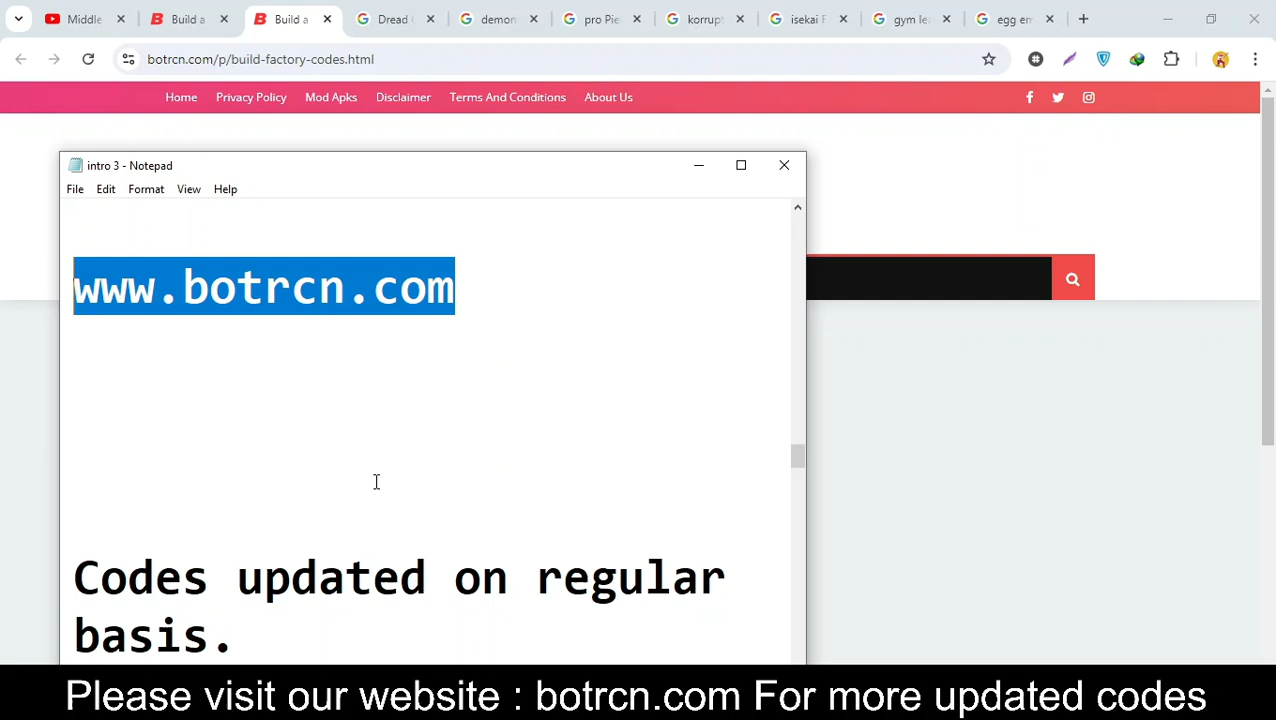 Middle
Build a
Build a
Dread
demon
pro Pie
korrupt
isekai F
gym le
egg em
botrcn.com/p/build-factory-codes.html
Home Privacy Policy Mod Apks Disclaimer Terms And Conditions About Us
intro 3 - Notepad
File Edit Format View Help
www.botrcn.com
Codes updated on regular
basis.
Please visit our website : botrcn.com For more updated codes